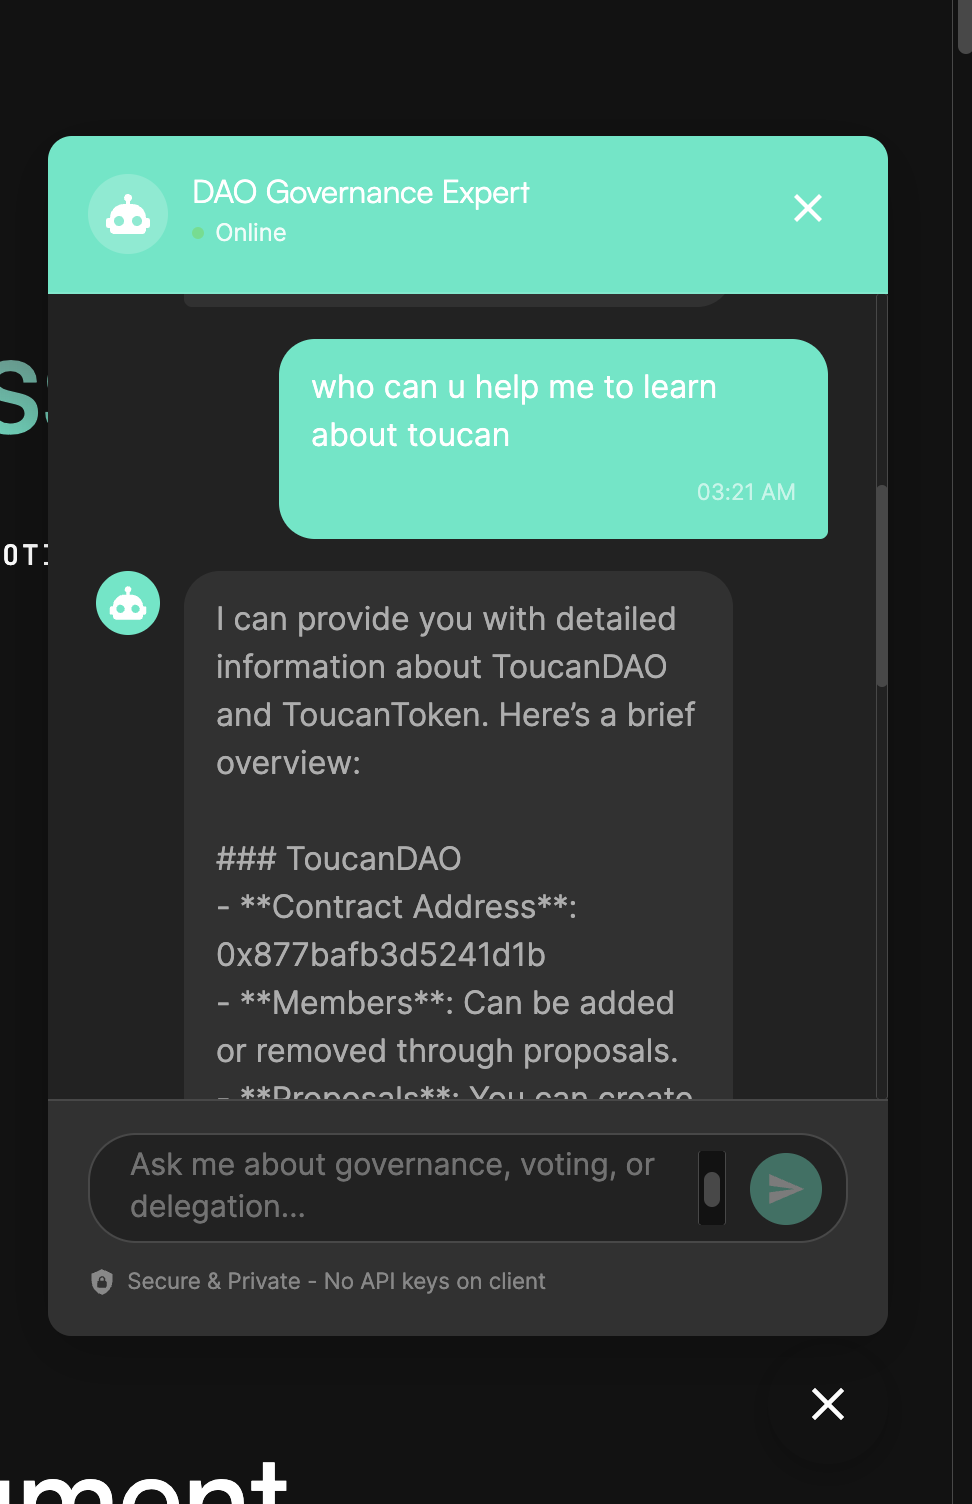 DAO Governance Expert
Online
who can u help me to learn
about toucan
03:21 AM
I can provide you with detailed
information about ToucanDAO
and ToucanToken. Here's a brief
overview:
### ToucanDAO
- **Contract Address**:
0x877bafb3d5241d1b
- **Members**: Can be added
or removed through proposals.
- **Proposals**: You can create
Ask me about governance, voting, or
delegation...
Secure & Private - No API keys on client